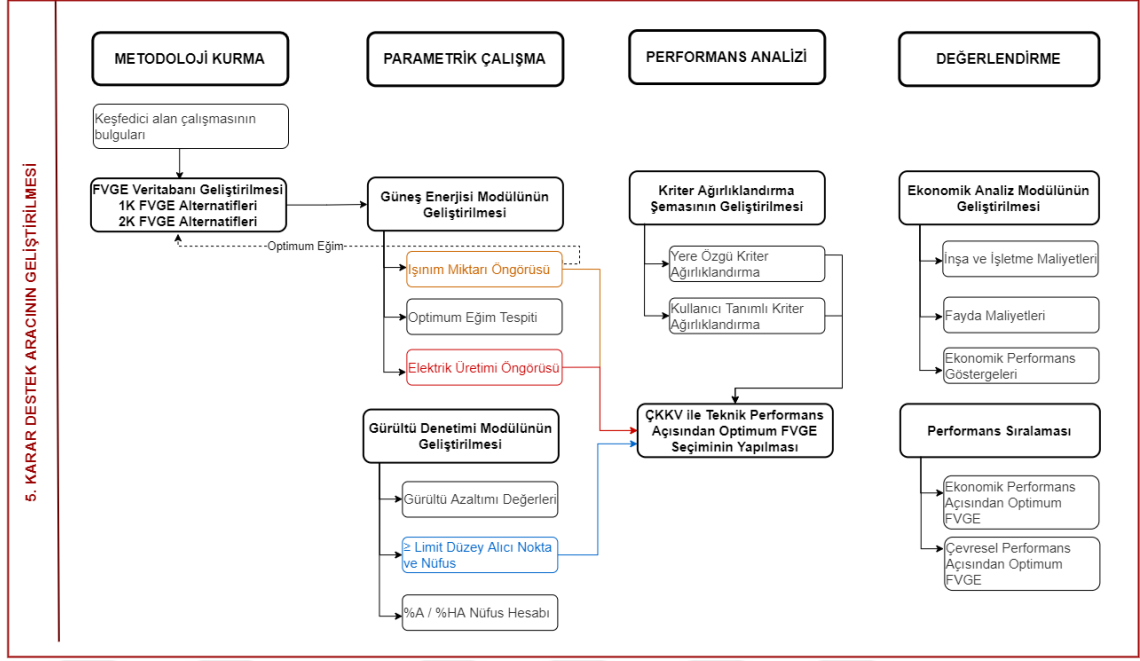 5. KARAR DESTEK ARACININ GELİŞTİRİLMESİ
METODOLOJİ KURMA
Keşfedici alan çalışmasının
bulguları
FVGE Veritabanı Geliştirilmesi
1K FVGE Alternatifleri
2K FVGE Alternatifleri
Optimum Eğim
PARAMETRİK ÇALIŞMA
Güneş Enerjisi Modülünün
Geliştirilmesi
Işınım Miktarı Öngörüsü
Optimum Eğim Tespiti
Elektrik Üretimi Öngörüsü
Gürültü Denetimi Modülünün
Geliştirilmesi
Gürültü Azaltımı Değerleri
≥ Limit Düzey Alıcı Nokta
ve Nüfus
%A / %HA Nüfus Hesabı
PERFORMANS ANALİZİ
Kriter Ağırlıklandırma
Şemasının Geliştirilmesi
Yere Özgü Kriter
Ağırlıklandırma
Kullanıcı Tanımlı Kriter
Ağırlıklandırma
ÇKKV ile Teknik Performans
Açısından Optimum FVGE
Seçiminin Yapılması
DEĞERLENDİRME
Ekonomik Analiz Modülünün
Geliştirilmesi
İnşa ve İşletme Maliyetleri
Fayda Maliyetleri
Ekonomik Performans
Göstergeleri
Performans Sıralaması
Ekonomik Performans
Açısından Optimum
FVGE
Çevresel Performans
Açısından Optimum
FVGE